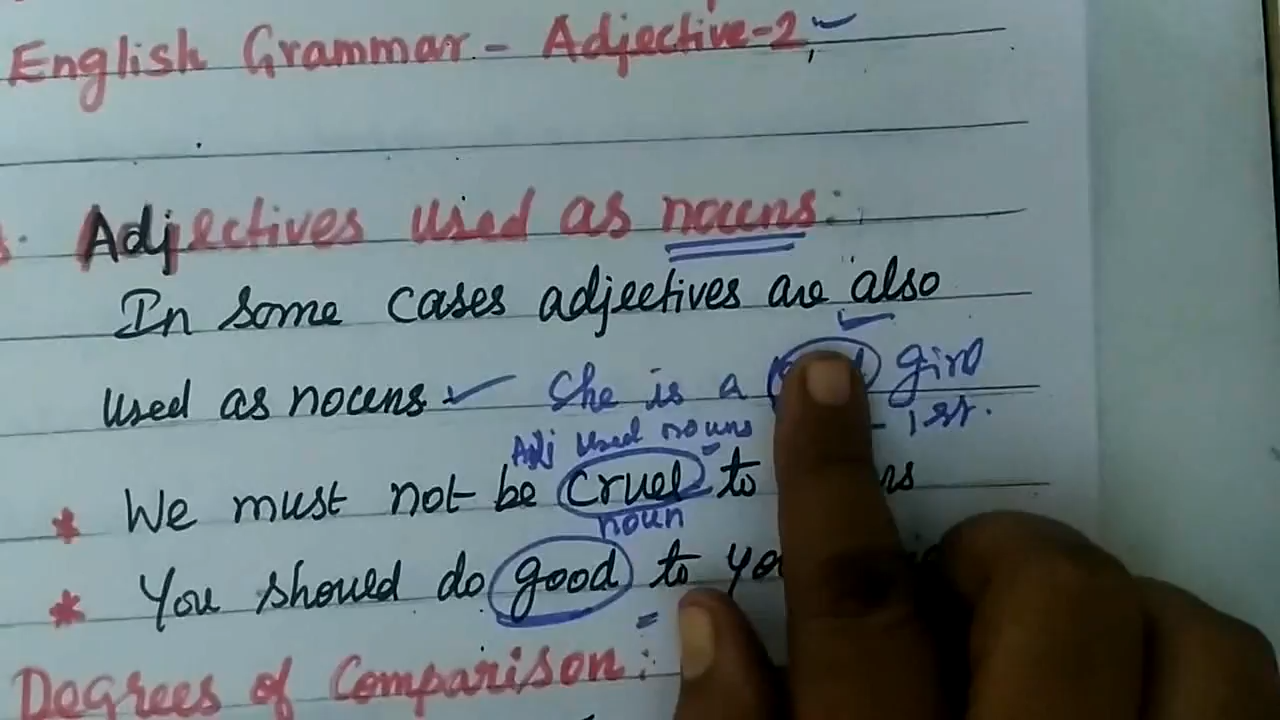 English Grammar - Adjective-2,
Adjectives used as nouns:
In some cases adjectives are also
used as nouns She is a girl
Adj used nouns - 1st.
We must not be cruel to
noun
You should do good to
Degrees of Comparison: